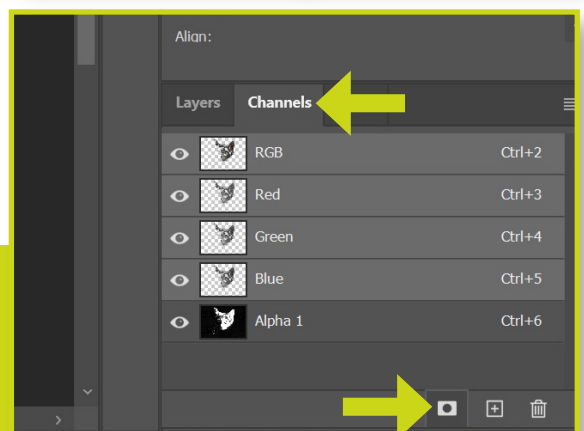 Align:
Layers Channels
RGB Ctrl+2
Red Ctrl+3
Green Ctrl+4
Blue Ctrl+5
Alpha 1 Ctrl+6